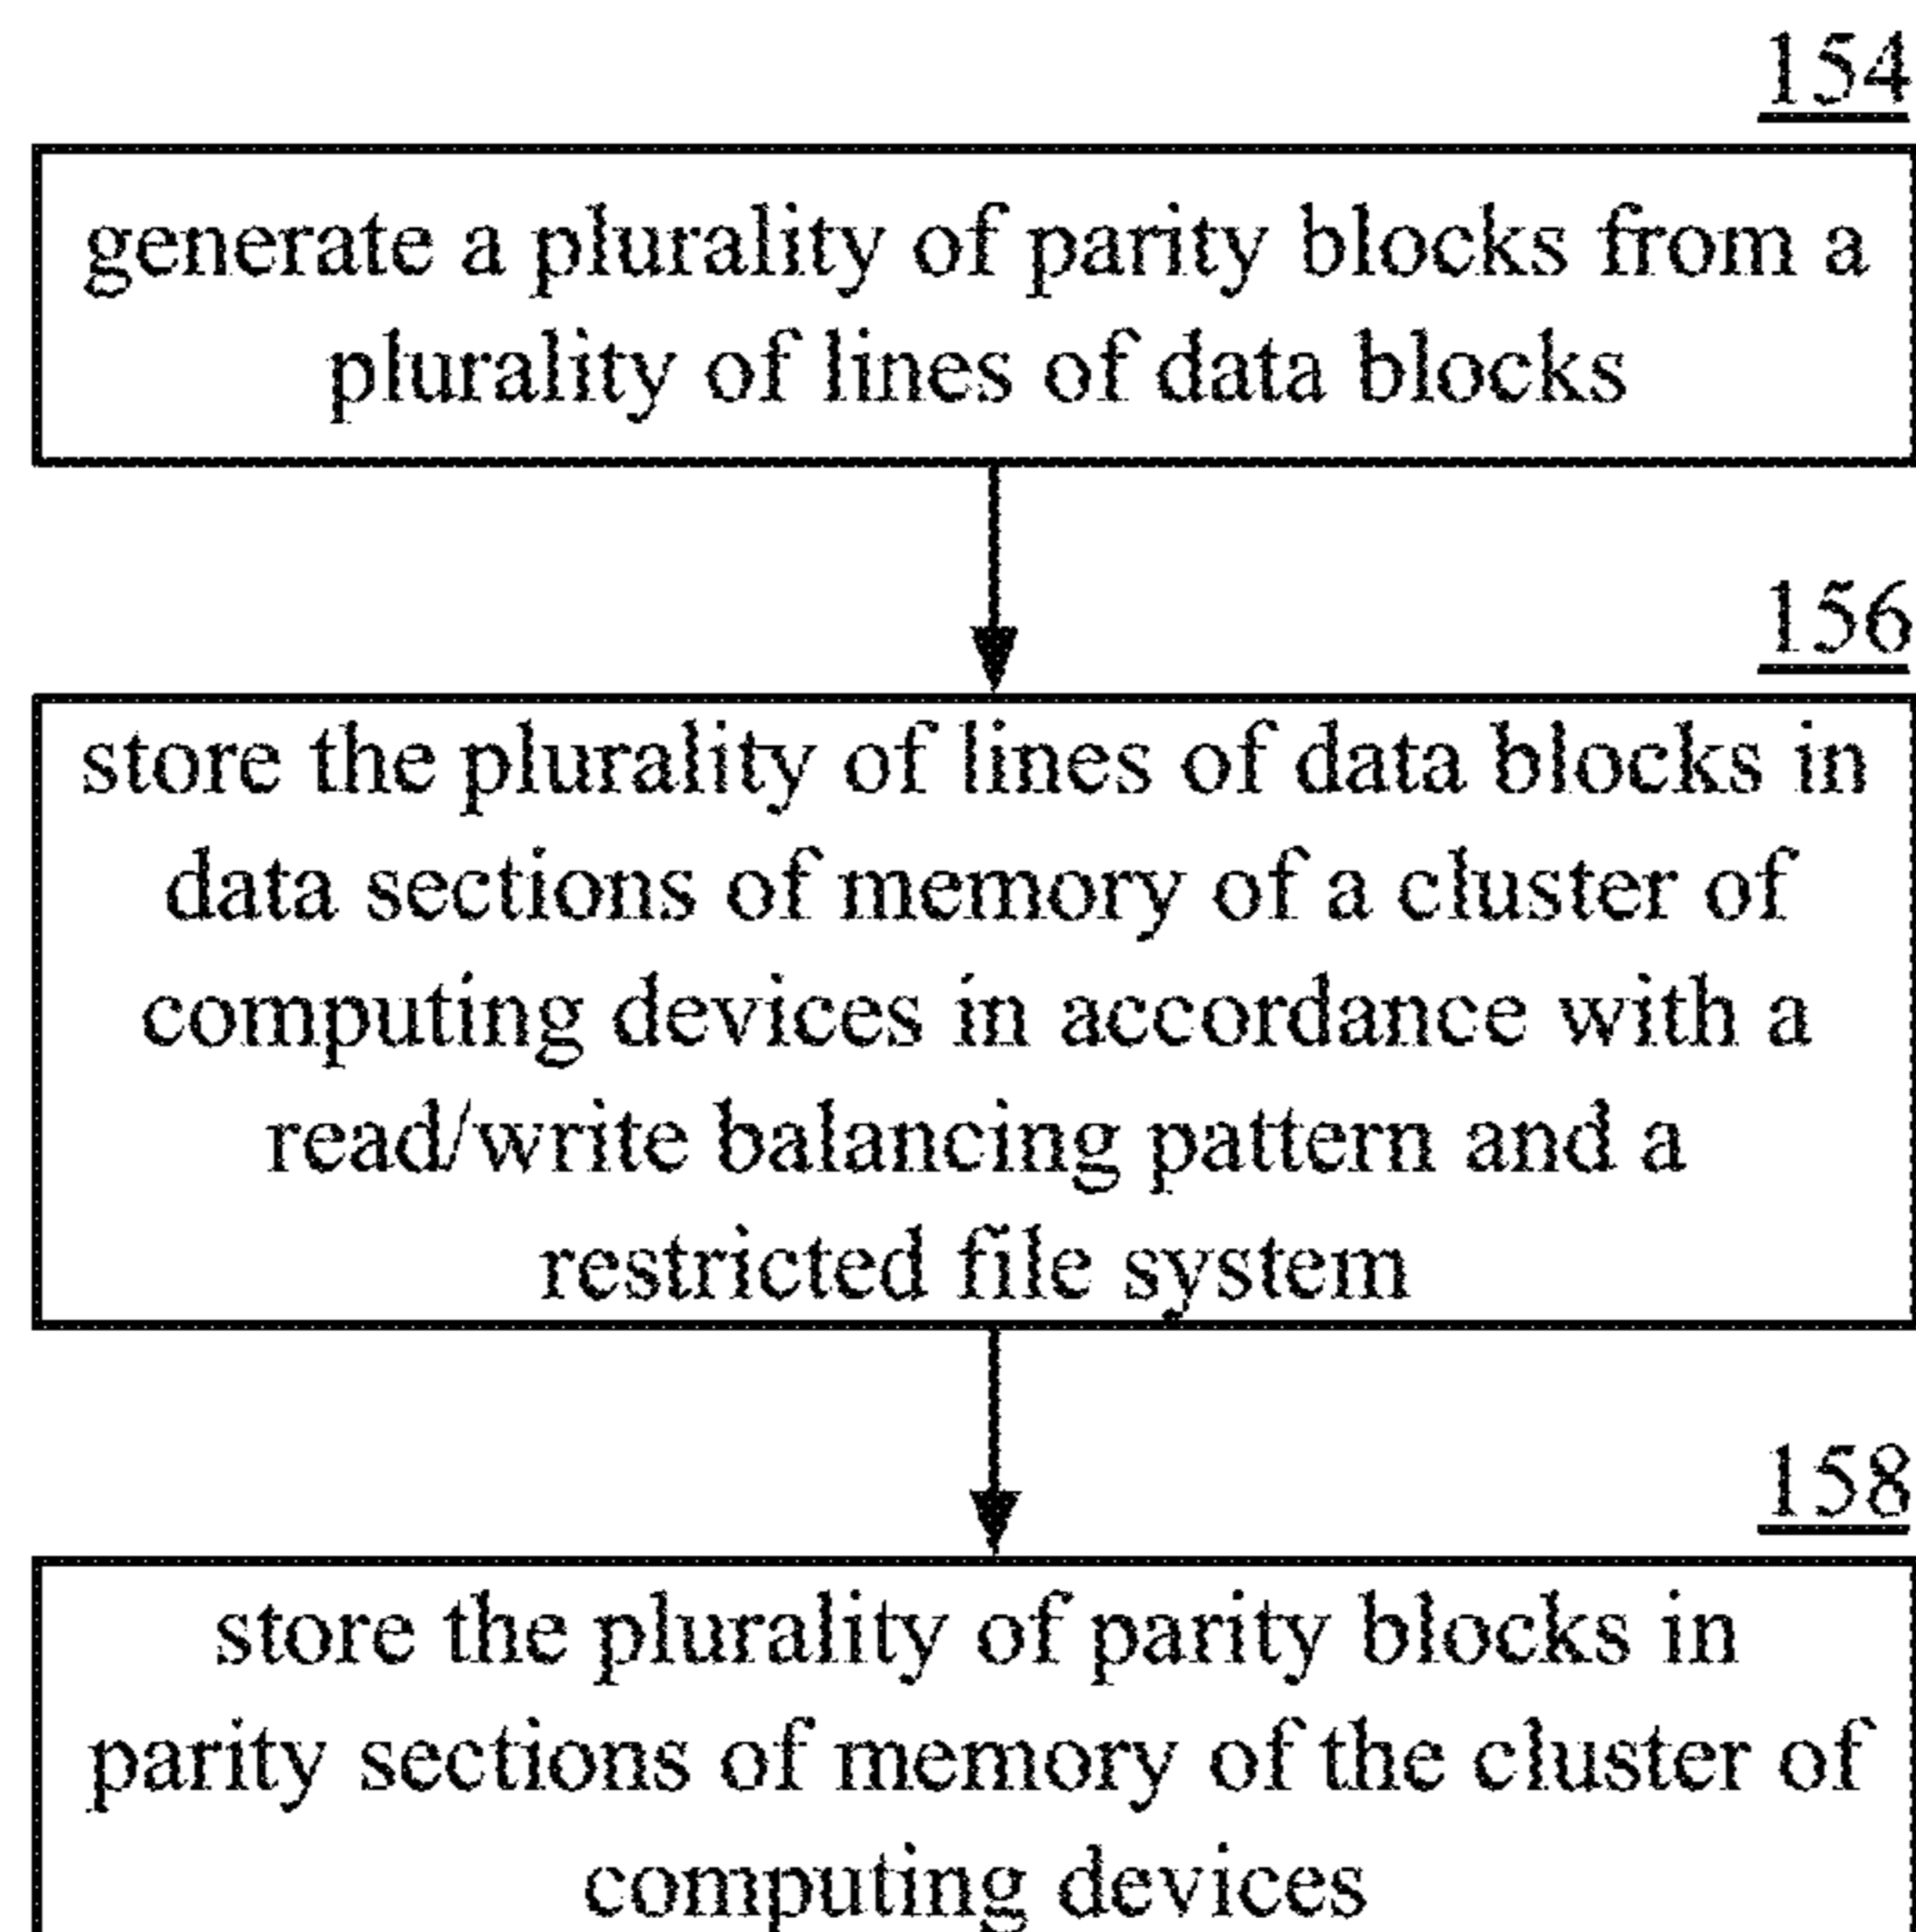 154
generate a plurality of parity blocks from a
plurality of lines of data blocks
156
store the plurality of lines of data blocks in
data sections of memory of a cluster of
computing devices in accordance with a
read/write balancing pattern and a
restricted file system
158
store the plurality of parity blocks in
parity sections of memory of the cluster of
computing devices